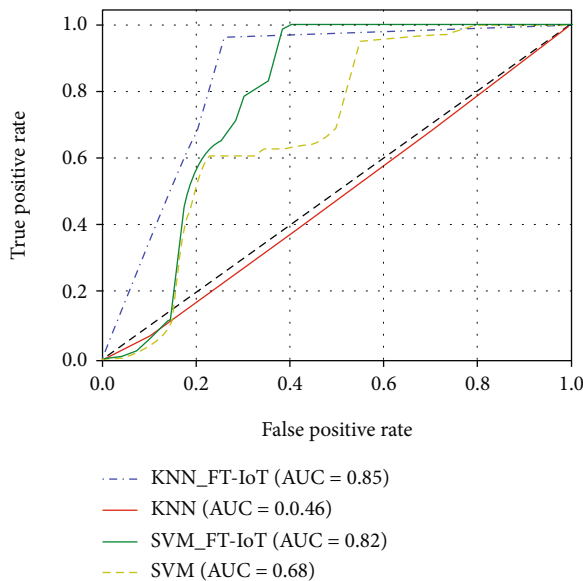 1.0
0.8
0.6
0.4
0.2
0.0
True positive rate
0.0 0.2 0.4 0.6 0.8 1.0
False positive rate
KNN_FT-IoT (AUC = 0.85)
KNN (AUC = 0.0.46)
SVM_FT-IoT (AUC = 0.82)
SVM (AUC = 0.68)